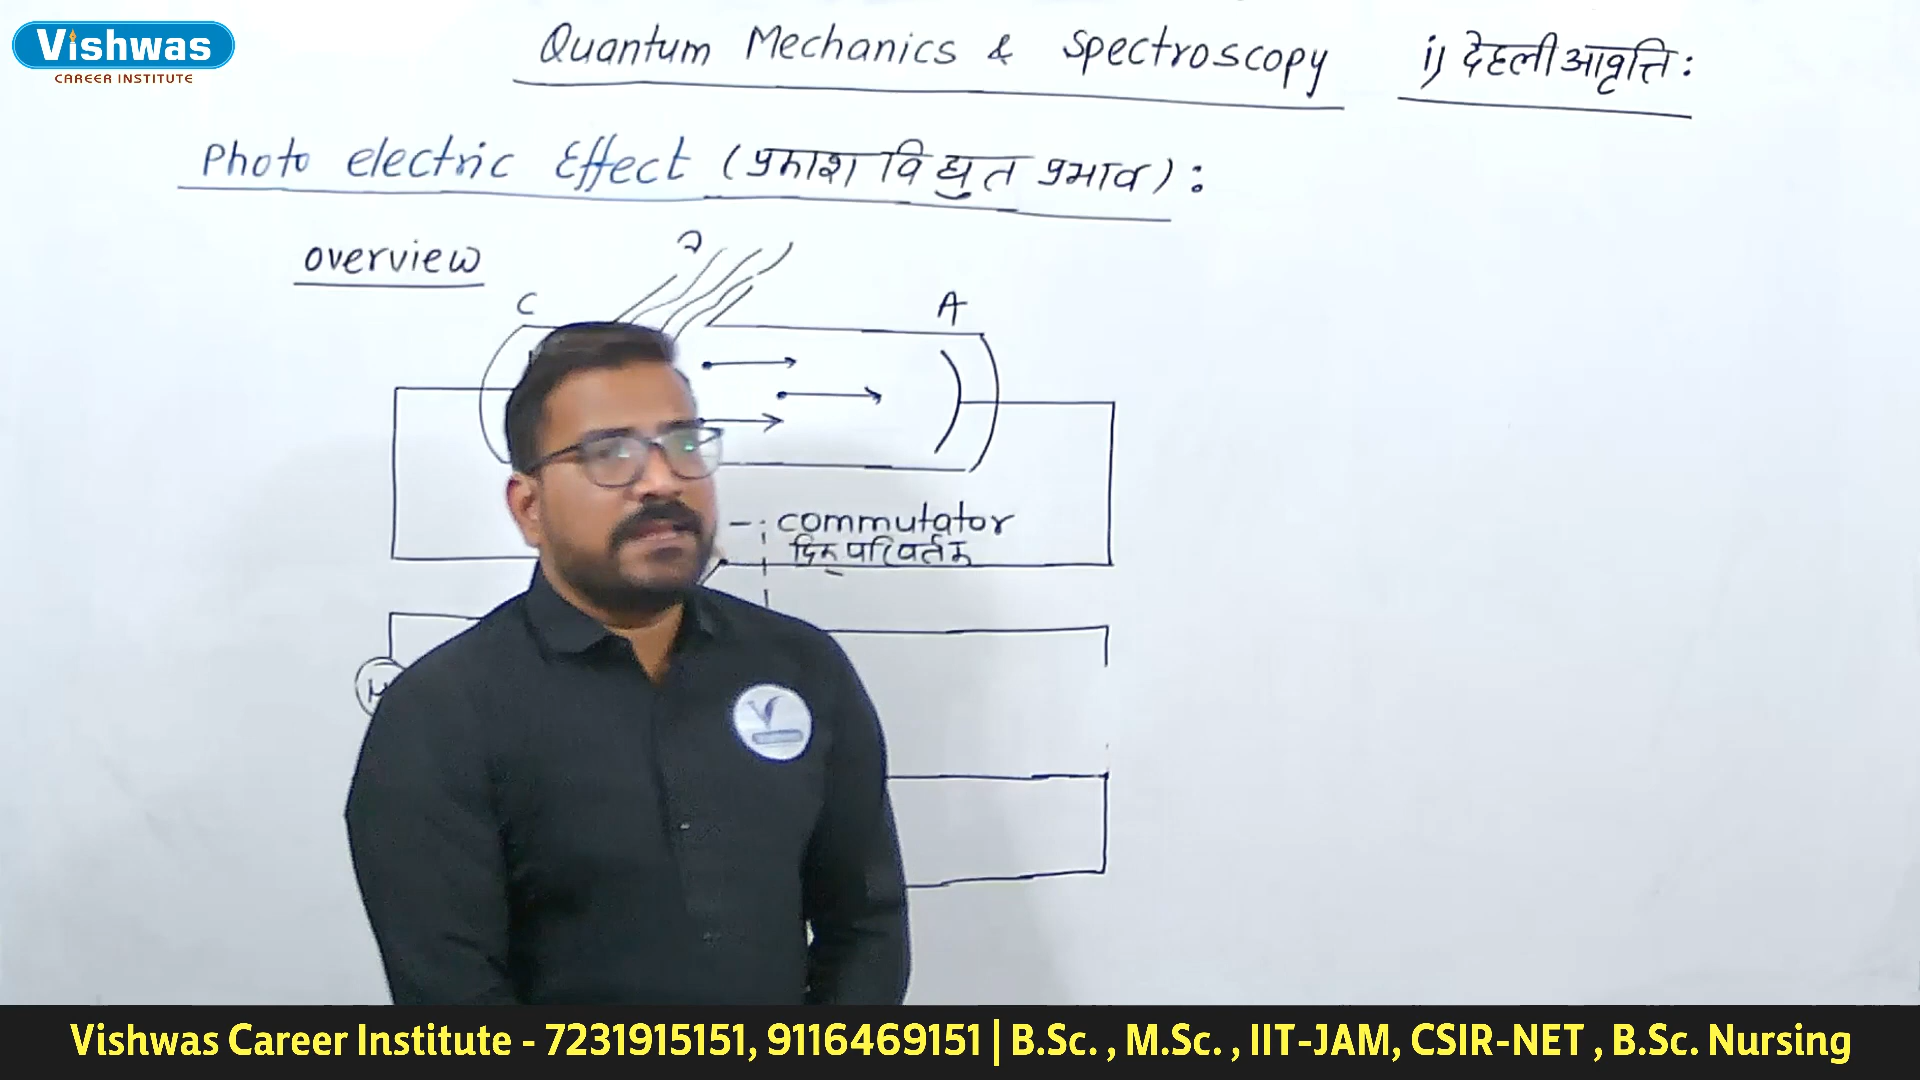 Vishwas
CAREER INSTITUTE
Quantum Mechanics & Spectroscopy
i) देहली आवृत्ति :
Photo electric Effect (प्रकाश विद्युत प्रभाव) :
overview
C
A
commutator
दिक् परिवर्तक
Vishwas Career Institute - 7231915151, 9116469151 | B.Sc. , M.Sc. , IIT-JAM, CSIR-NET , B.Sc. Nursing